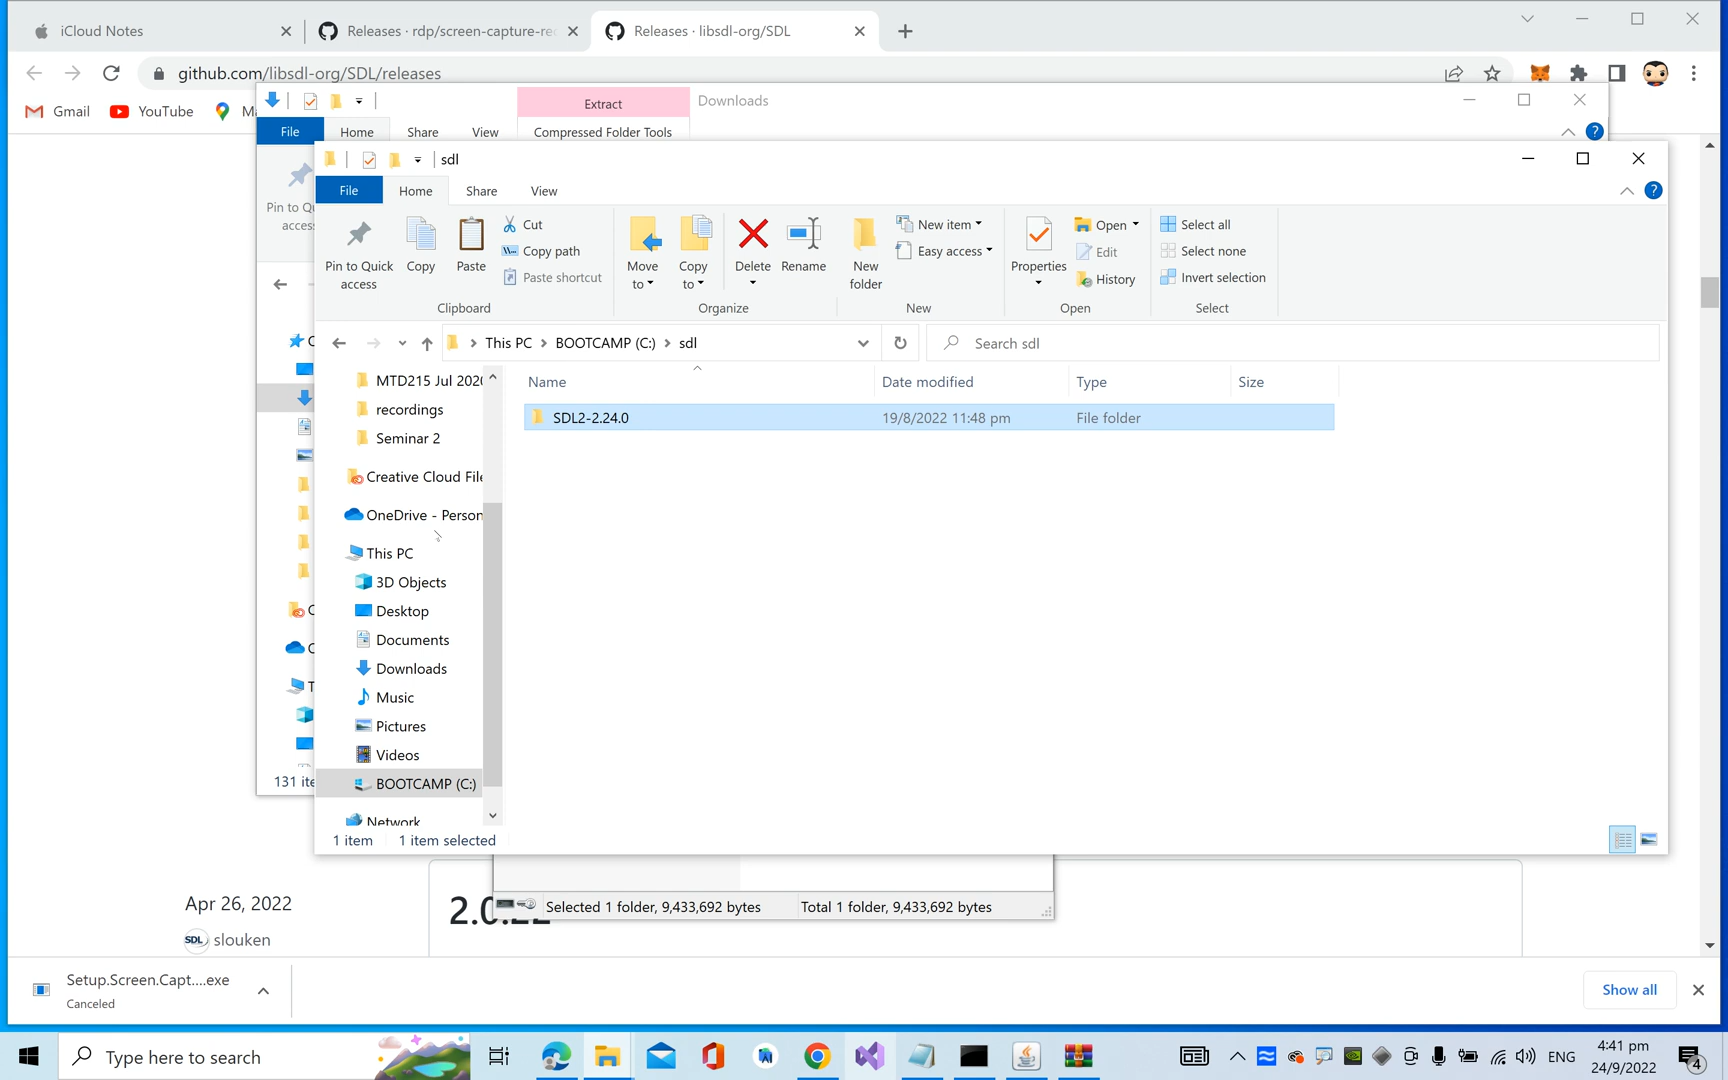 iCloud Notes
Releases · rdp/screen-capture-re
Releases · libsdl-org/SDL
github.com/libsdl-org/SDL/releases
Gmail
YouTube
Extract
Downloads
File
Home
Share
View
Compressed Folder Tools
sdl
File
Home
Share
View
Pin to Quick access
Copy
Paste
Cut
Copy path
Paste shortcut
Clipboard
Move to
Copy to
Delete
Rename
Organize
New folder
New item
Easy access
New
Properties
Open
Edit
History
Open
Select all
Select none
Invert selection
Select
This PC
BOOTCAMP (C:)
sdl
Search sdl
Name
Date modified
Type
Size
SDL2-2.24.0
19/8/2022 11:48 pm
File folder
MTD215 Jul 202
recordings
Seminar 2
Creative Cloud File
OneDrive - Person
This PC
3D Objects
Desktop
Documents
Downloads
Music
Pictures
Videos
BOOTCAMP (C:)
Network
1 item
1 item selected
131 ite
Apr 26, 2022
slouken
Selected 1 folder, 9,433,692 bytes
Total 1 folder, 9,433,692 bytes
Setup.Screen.Capt....exe
Canceled
Show all
Type here to search
ENG
4:41 pm
24/9/2022
4